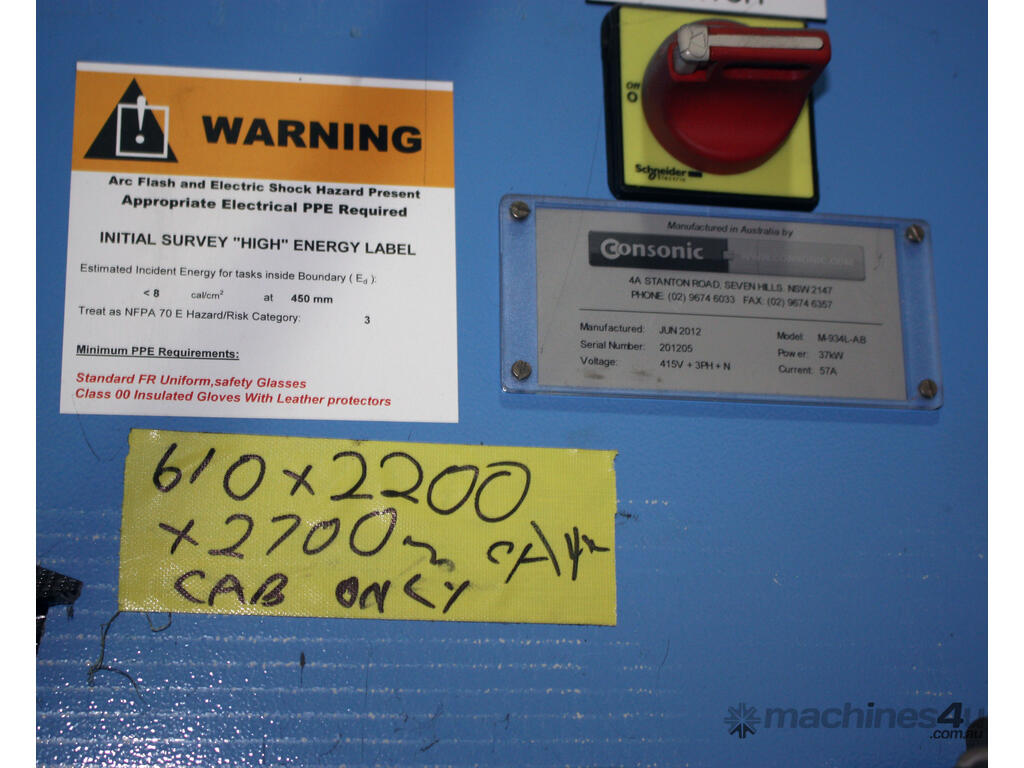 WARNING
Arc Flash and Electric Shock Hazard Present
Appropriate Electrical PPE Required
INITIAL SURVEY "HIGH" ENERGY LABEL
Estimated Incident Energy for tasks inside Boundary ( Ed ):
< 8 cal/cm² at 450 mm
Treat as NFPA 70 E Hazard/Risk Category: 3
Minimum PPE Requirements:
Standard FR Uniform,safety Glasses
Class 00 Insulated Gloves With Leather protectors
Off
O
Schneider
Electric
Manufactured in Australia by
Consonic WWW.CONSONIC.COM
4A STANTON ROAD, SEVEN HILLS. NSW 2147
PHONE: (02) 9674 6033 FAX: (02) 9674 6357
Manufactured: JUN 2012 Model: M-934L-AB
Serial Number: 201205 Power: 37kW
Voltage: 415V + 3PH + N Current: 57A
610 x 2200
x 2700
CAB ONLY
machines4u
.com.au